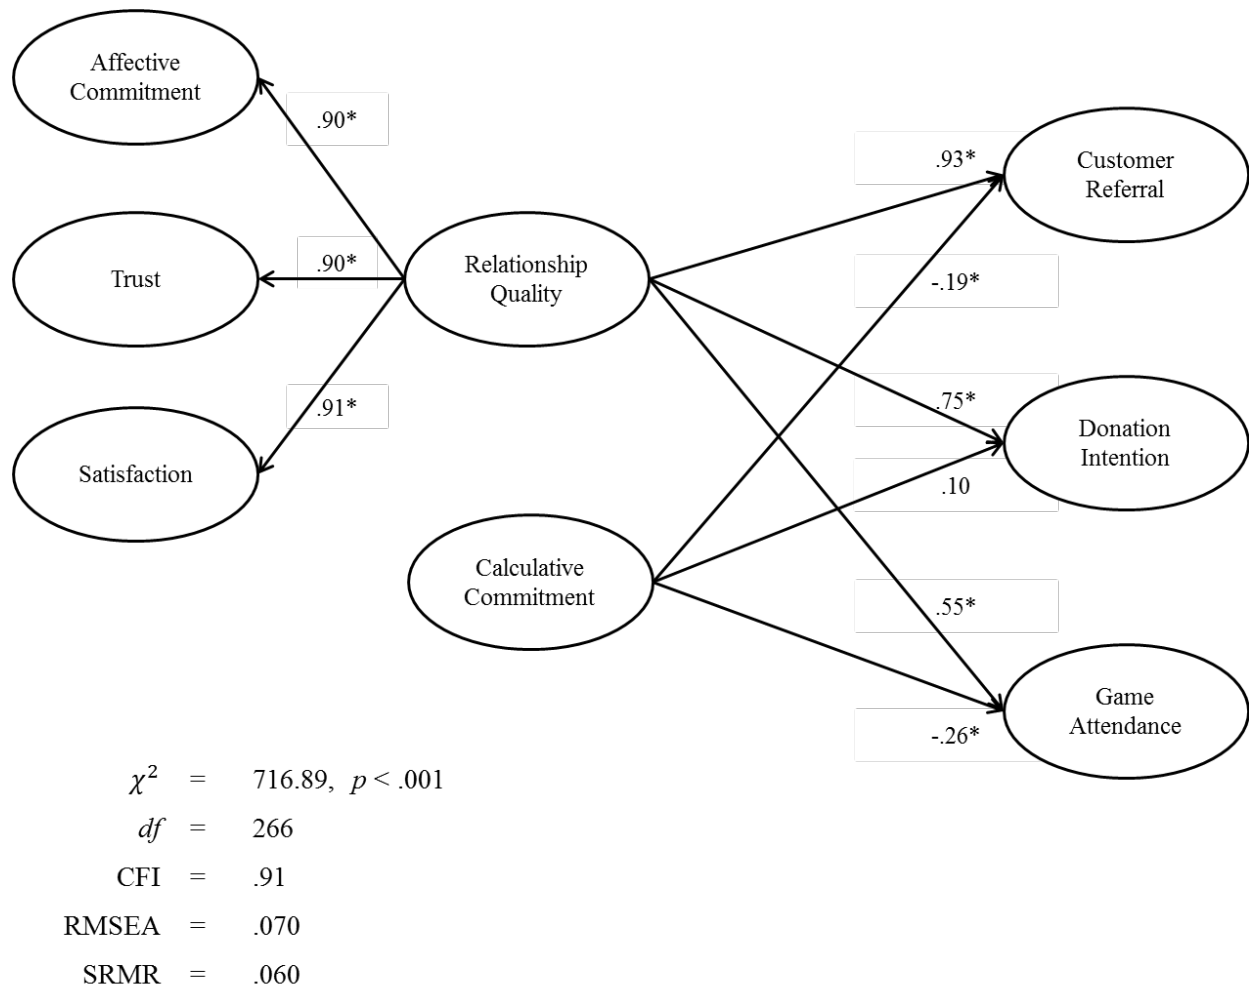 Affective
Commitment
.90*
.93*
Customer
Referral
Trust
.90*
Relationship
Quality
-.19*
Satisfaction
.91*
.75*
Donation
Intention
.10
Calculative
Commitment
.55*
-.26*
Game
Attendance
χ² = 716.89, p < .001
df = 266
CFI = .91
RMSEA = .070
SRMR = .060